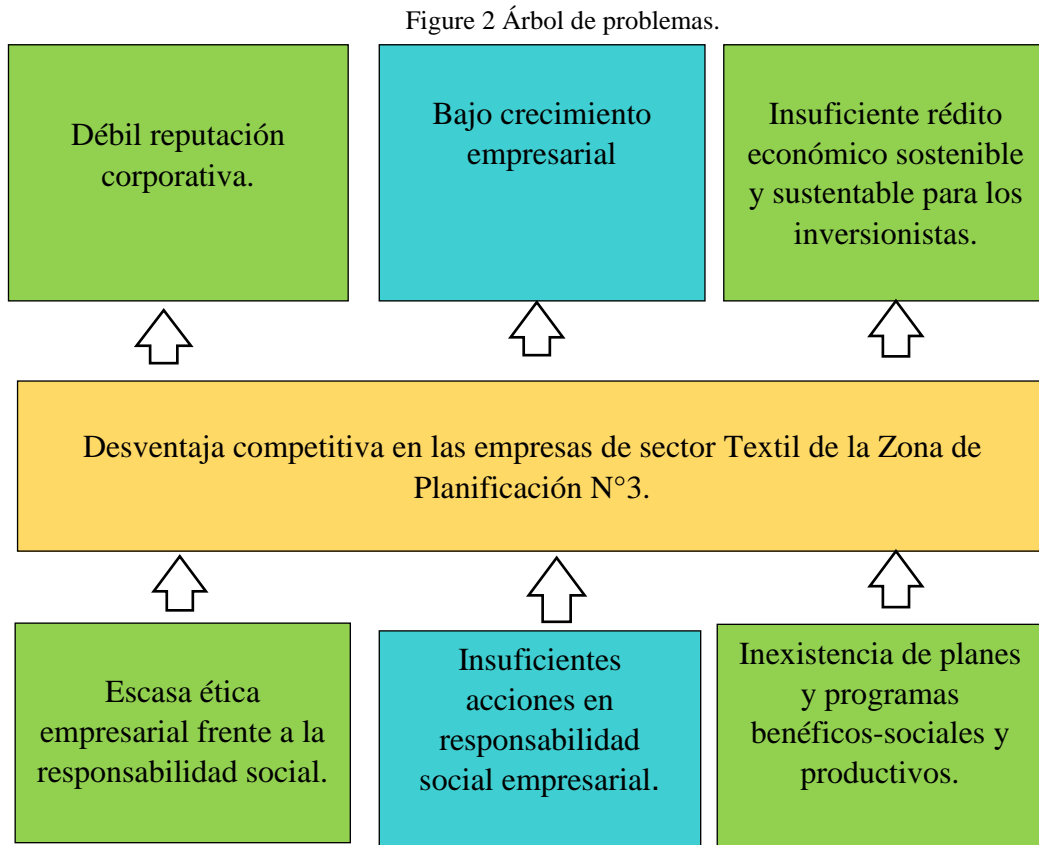 Figure 2 Árbol de problemas.
Débil reputación
corporativa.
Bajo crecimiento
empresarial
Insuficiente rédito
económico sostenible
y sustentable para los
inversionistas.
Desventaja competitiva en las empresas de sector Textil de la Zona de
Planificación N°3.
Escasa ética
empresarial frente a la
responsabilidad social.
Insuficientes
acciones en
responsabilidad
social empresarial.
Inexistencia de planes
y programas
benéficos-sociales y
productivos.